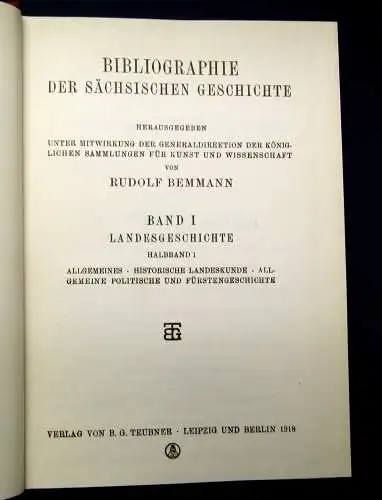 BIBLIOGRAPHIE
DER SÄCHSISCHEN GESCHICHTE
HERAUSGEGEBEN
UNTER MITWIRKUNG DER GENERALDIREKTION DER KÖNIG-
LICHEN SAMMLUNGEN FÜR KUNST UND WISSENSCHAFT
VON
RUDOLF BEMMANN
BAND I
LANDESGESCHICHTE
HALBBAND 1
ALLGEMEINES · HISTORISCHE LANDESKUNDE · ALL-
GEMEINE POLITISCHE UND FÜRSTENGESCHICHTE
VERLAG VON B. G. TEUBNER · LEIPZIG UND BERLIN 1918